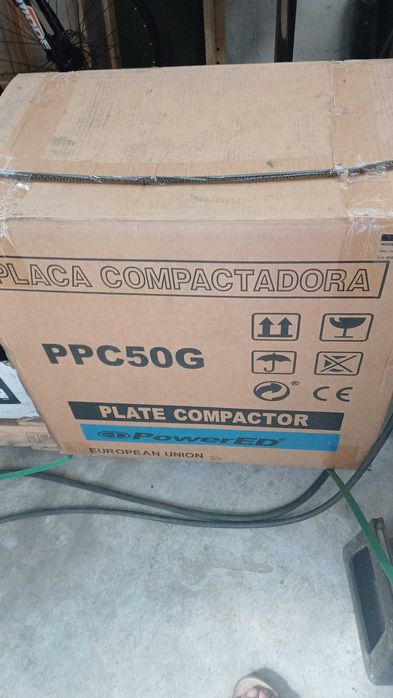 PLACA COMPACTADORA
PPC50G
®
CE
PLATE COMPACTOR
PowerED®
EUROPEAN UNION